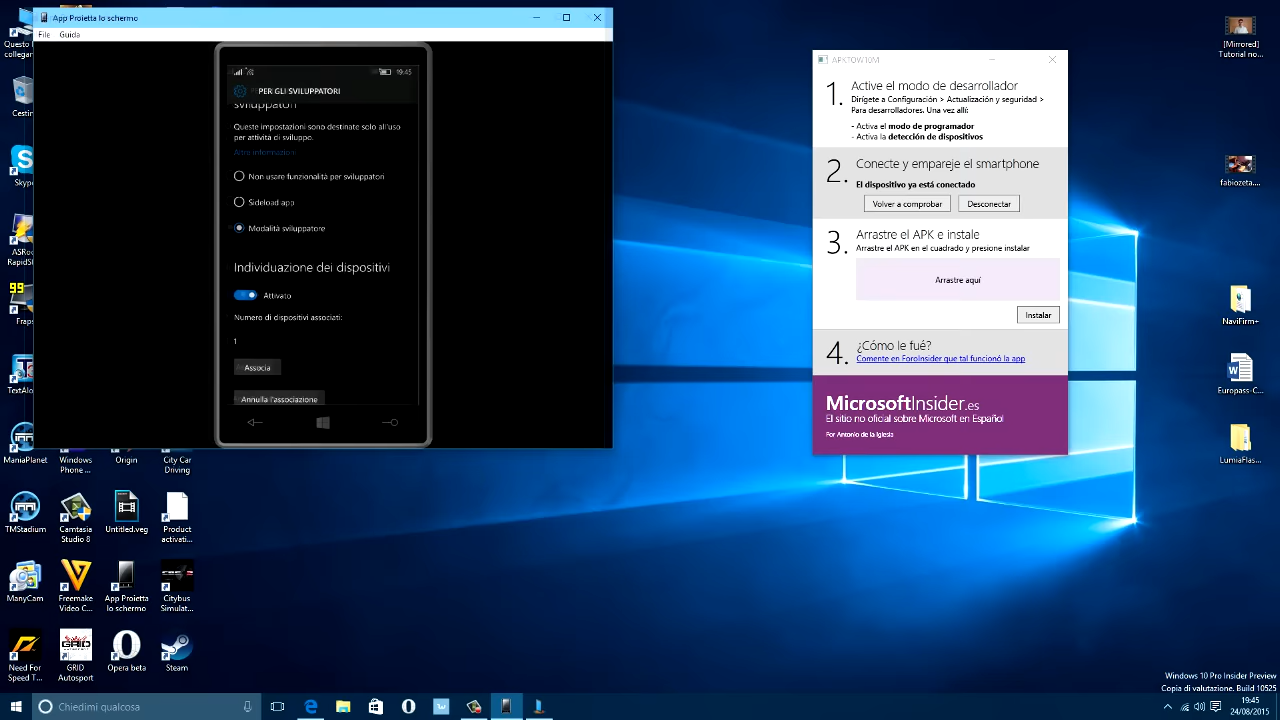 App Proietta lo schermo
File Guida
19:45
PER GLI SVILUPPATORI
sviluppatori
Queste impostazioni sono destinate solo all'uso
per attività di sviluppo.
Altre informazioni
Non usare funzionalità per sviluppatori
Sideload app
Modalità sviluppatore
Individuazione dei dispositivi
Attivato
Numero di dispositivi associati:
1
Associa
Annulla l'associazione
APKTOW10M
1. Active el modo de desarrollador
Dirígete a Configuración > Actualización y seguridad >
Para desarrolladores. Una vez allí:
- Activa el modo de programador
- Activa la detección de dispositivos
2. Conecte y empareje el smartphone
El dispositivo ya está conectado
Volver a comprobar Desconectar
3. Arrastre el APK e instale
Arrastre el APK en el cuadrado y presione instalar
Arrastre aquí
Instalar
4. ¿Cómo le fué?
Comente en ForoInsider que tal funcionó la app
MicrosoftInsider.es
El sitio no oficial sobre Microsoft en Español
Por Antonio de la Iglesia
Questo
collegar
Cestin
Skype
ASRo
RapidSt
Fraps
TextAlo
ManiaPlanet
Windows
Phone ...
Origin
City Car
Driving
TMStadium
Camtasia
Studio 8
Untitled.veg
Product
activati...
ManyCam
Freemake
Video C...
App Proietta
lo schermo
Citybus
Simulat...
Need For
Speed T...
GRID
Autosport
Opera beta
Steam
[Mirrored]
Tutorial no...
fabiozeta....
NaviFirm+
Europass-C...
LumiaFlas...
Windows 10 Pro Insider Preview
Copia di valutazione. Build 10525
Chiedimi qualcosa
19:45
24/08/2015